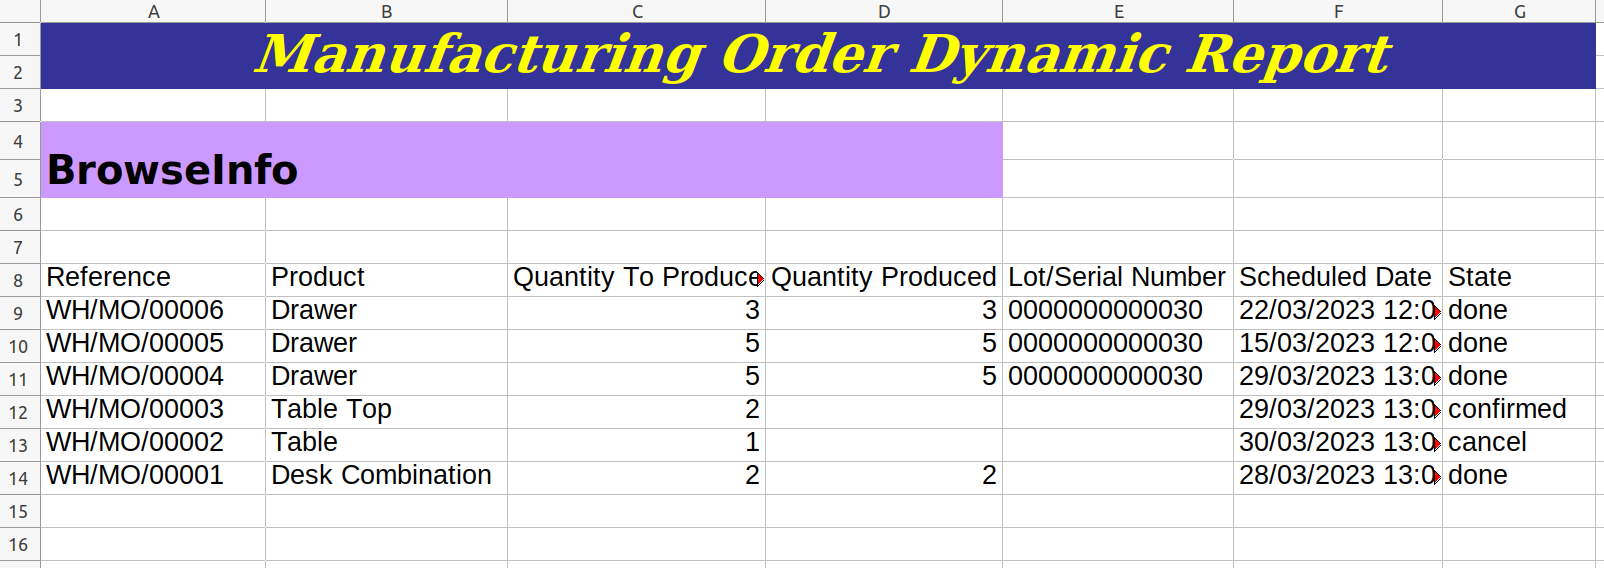 A B C D E F G
1 Manufacturing Order Dynamic Report
2
3
4
5 BrowseInfo
6
7
8 Reference Product Quantity To Produce Quantity Produced Lot/Serial Number Scheduled Date State
9 WH/MO/00006 Drawer 3 3 0000000000030 22/03/2023 12:0 done
10 WH/MO/00005 Drawer 5 5 0000000000030 15/03/2023 12:0 done
11 WH/MO/00004 Drawer 5 5 0000000000030 29/03/2023 13:0 done
12 WH/MO/00003 Table Top 2 29/03/2023 13:0 confirmed
13 WH/MO/00002 Table 1 30/03/2023 13:0 cancel
14 WH/MO/00001 Desk Combination 2 2 28/03/2023 13:0 done
15
16